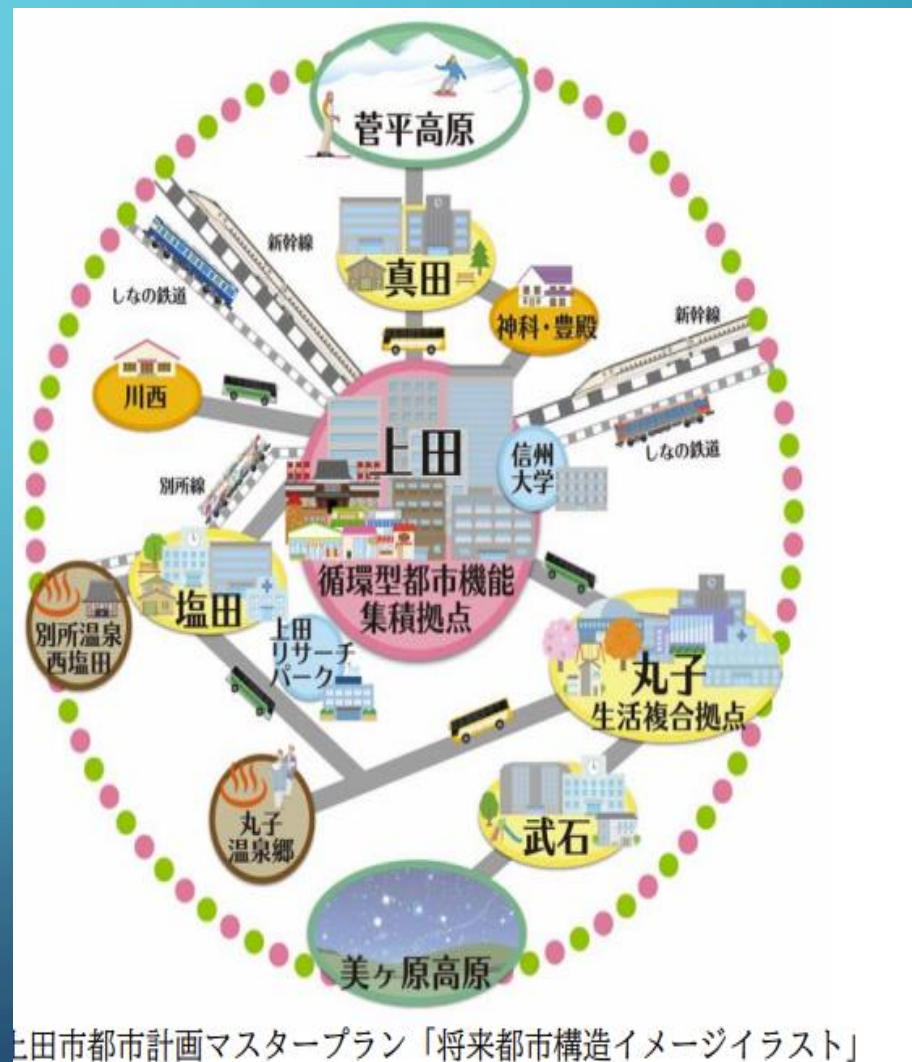 菅平高原
新幹線
しなの鉄道
真田
神科・豊殿
新幹線
しなの鉄道
川西
別所線
上田
循環型都市機能
集積拠点
信州
大学
塩田
別所温泉
西塩田
上田
リサーチ
パーク
丸子
生活複合拠点
丸子
温泉郷
武石
美ヶ原高原
上田市都市計画マスタープラン「将来都市構造イメージイラスト」